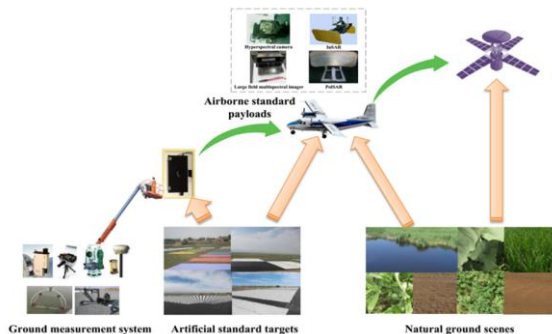 Hyperspectral camera
InSAR
Large field multispectral imager
PolSAR
Airborne standard
payloads
Ground measurement system
Artificial standard targets
Natural ground scenes